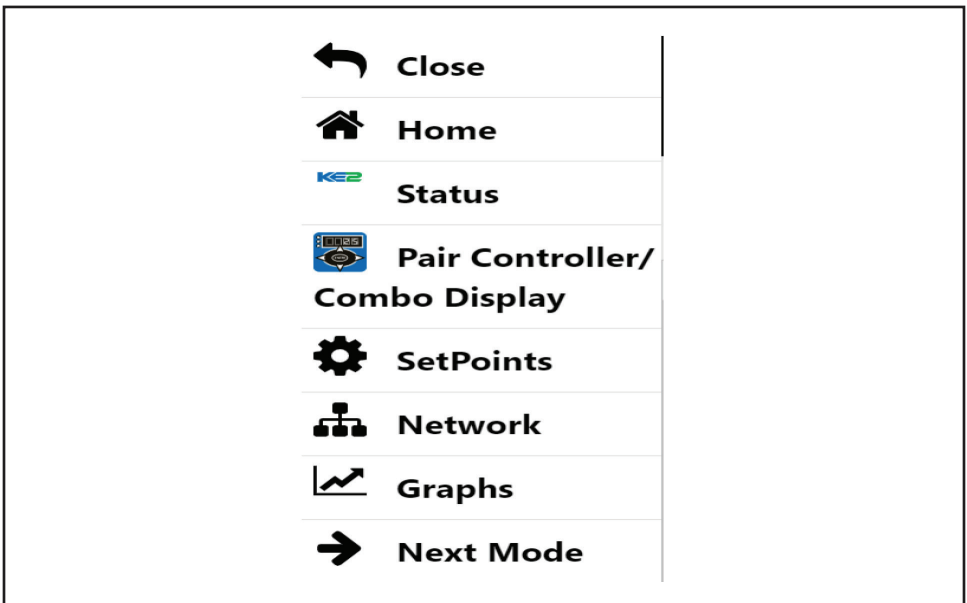 Close
Home
KE2
Status
Pair Controller/
Combo Display
SetPoints
Network
Graphs
Next Mode